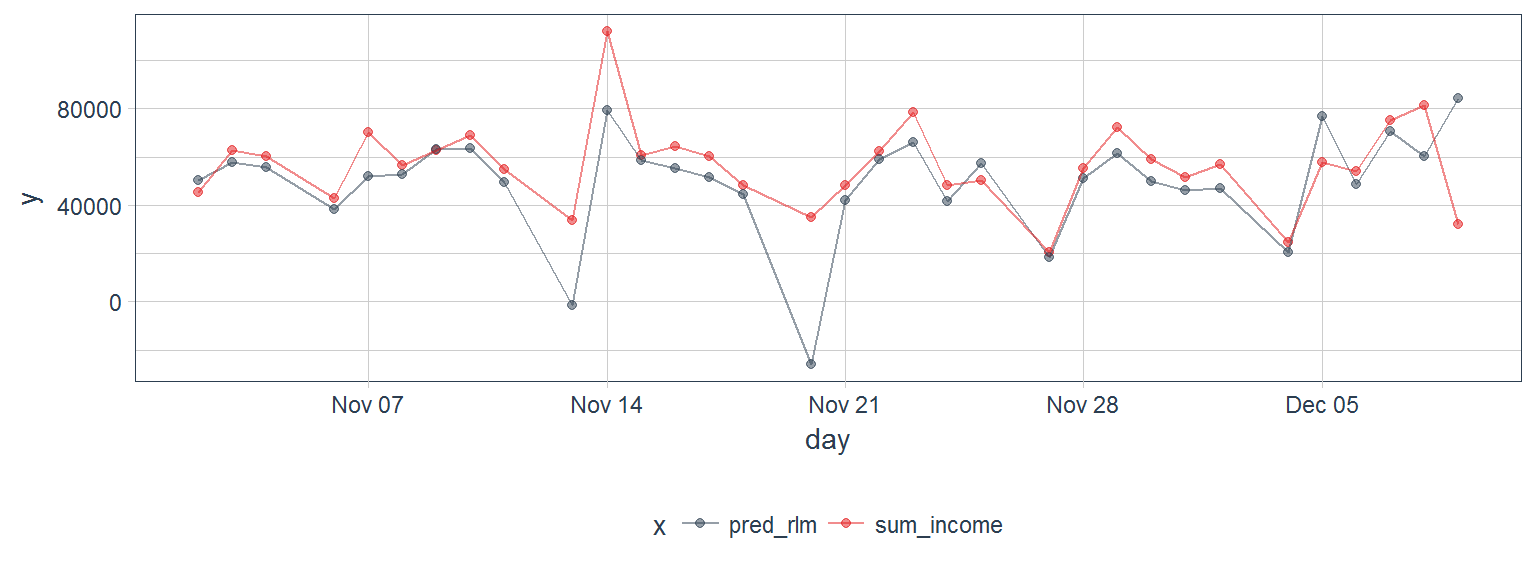 80000
40000
0
y
Nov 07 Nov 14 Nov 21 Nov 28 Dec 05
day
x pred_rlm sum_income